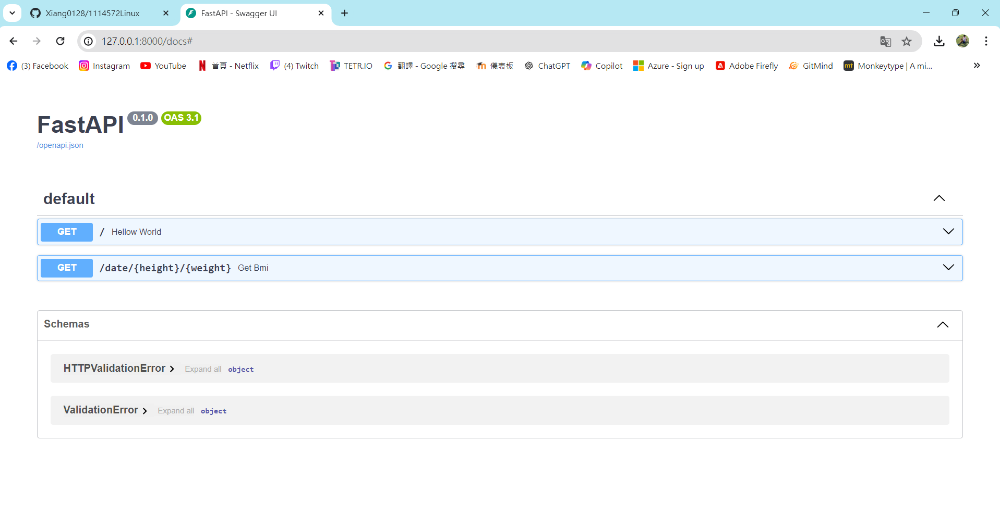 Xiang0128/1114572Linux
FastAPI - Swagger UI
127.0.0.1:8000/docs#
(3) Facebook Instagram YouTube 首頁 - Netflix (4) Twitch TETR.IO 翻譯 - Google 搜尋 儀表板 ChatGPT Copilot Azure - Sign up Adobe Firefly GitMind mt Monkeytype | A mi...
FastAPI 0.1.0 OAS 3.1
/openapi.json
default
GET / Hellow World
GET /date/{height}/{weight} Get Bmi
Schemas
HTTPValidationError Expand all object
ValidationError Expand all object